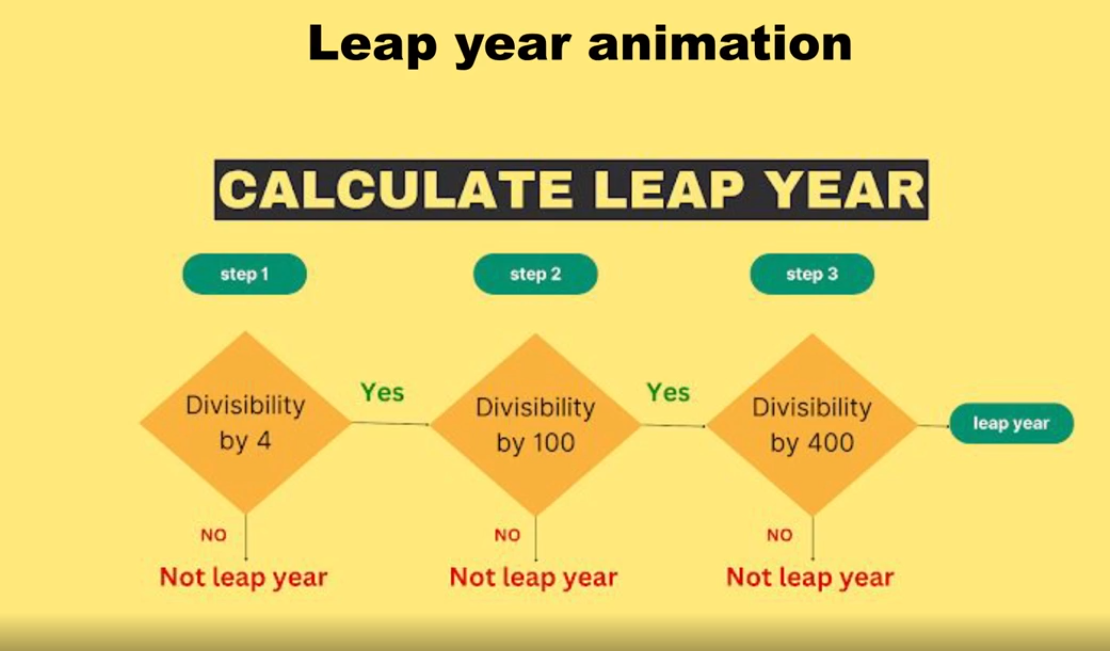 Leap year animation
CALCULATE LEAP YEAR
step 1
step 2
step 3
Divisibility
by 4
Yes
Divisibility
by 100
Yes
Divisibility
by 400
leap year
NO
NO
NO
Not leap year
Not leap year
Not leap year